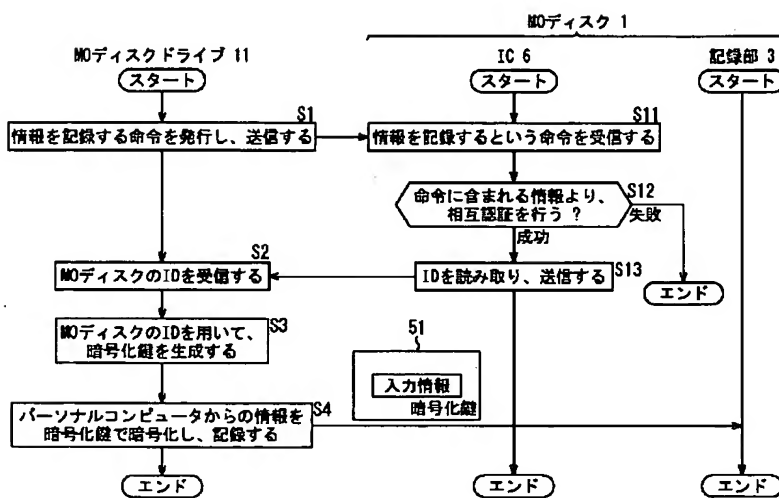 MOディスク 1
MOディスクドライブ 11
IC 6
記録部 3
スタート
スタート
スタート
S1
情報を記録する命令を発行し、送信する
S11
情報を記録するという命令を受信する
S12
命令に含まれる情報より、
相互認証を行う ?
失敗
成功
S2
MOディスクのIDを受信する
S13
IDを読み取り、送信する
エンド
S3
MOディスクのIDを用いて、
暗号化鍵を生成する
51
入力情報
暗号化鍵
S4
パーソナルコンピュータからの情報を
暗号化鍵で暗号化し、記録する
エンド
エンド
エンド